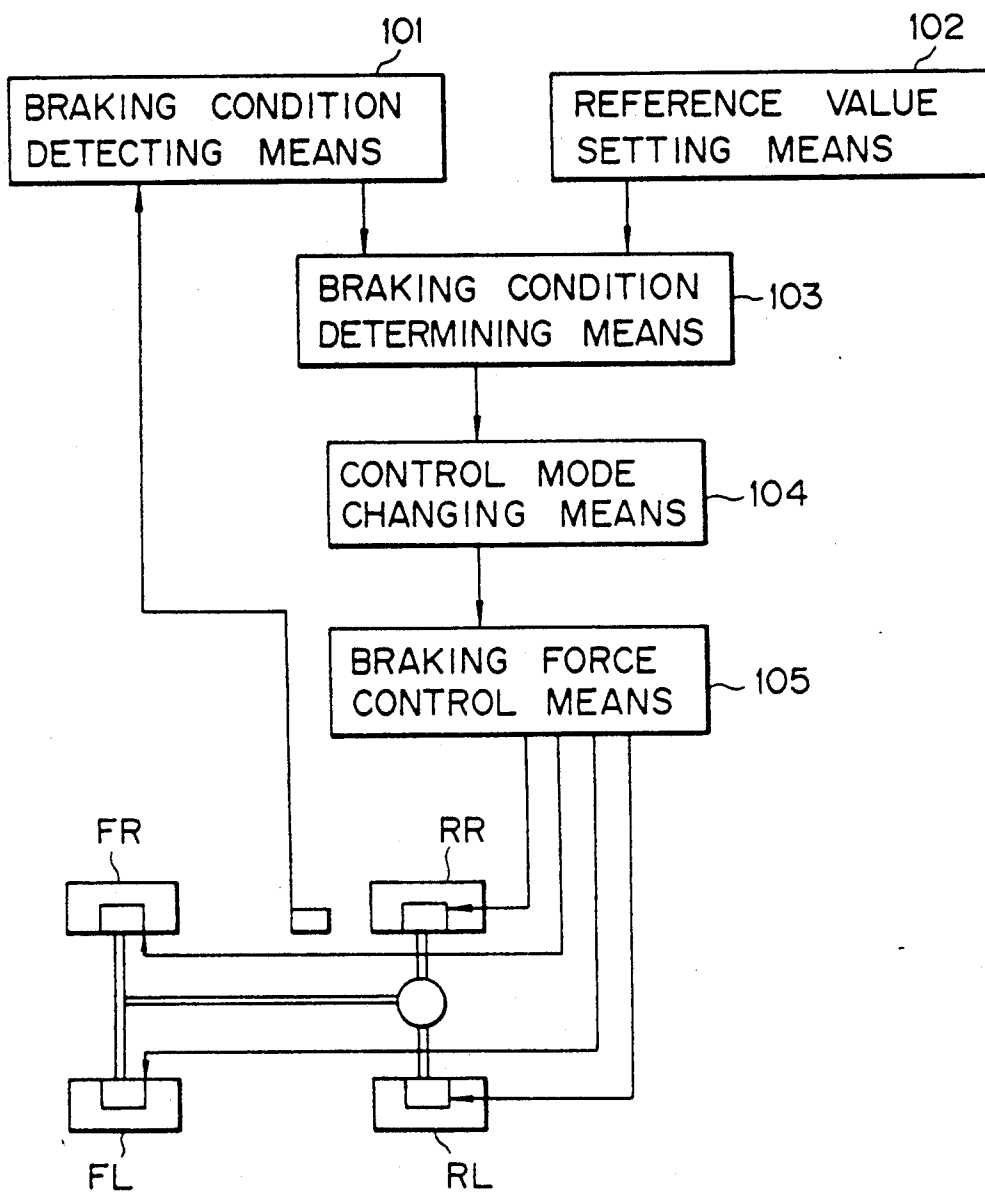 101
102
BRAKING CONDITION
DETECTING MEANS
REFERENCE VALUE
SETTING MEANS
BRAKING CONDITION
DETERMINING MEANS
103
CONTROL MODE
CHANGING MEANS
104
BRAKING FORCE
CONTROL MEANS
105
FR
RR
FL
RL